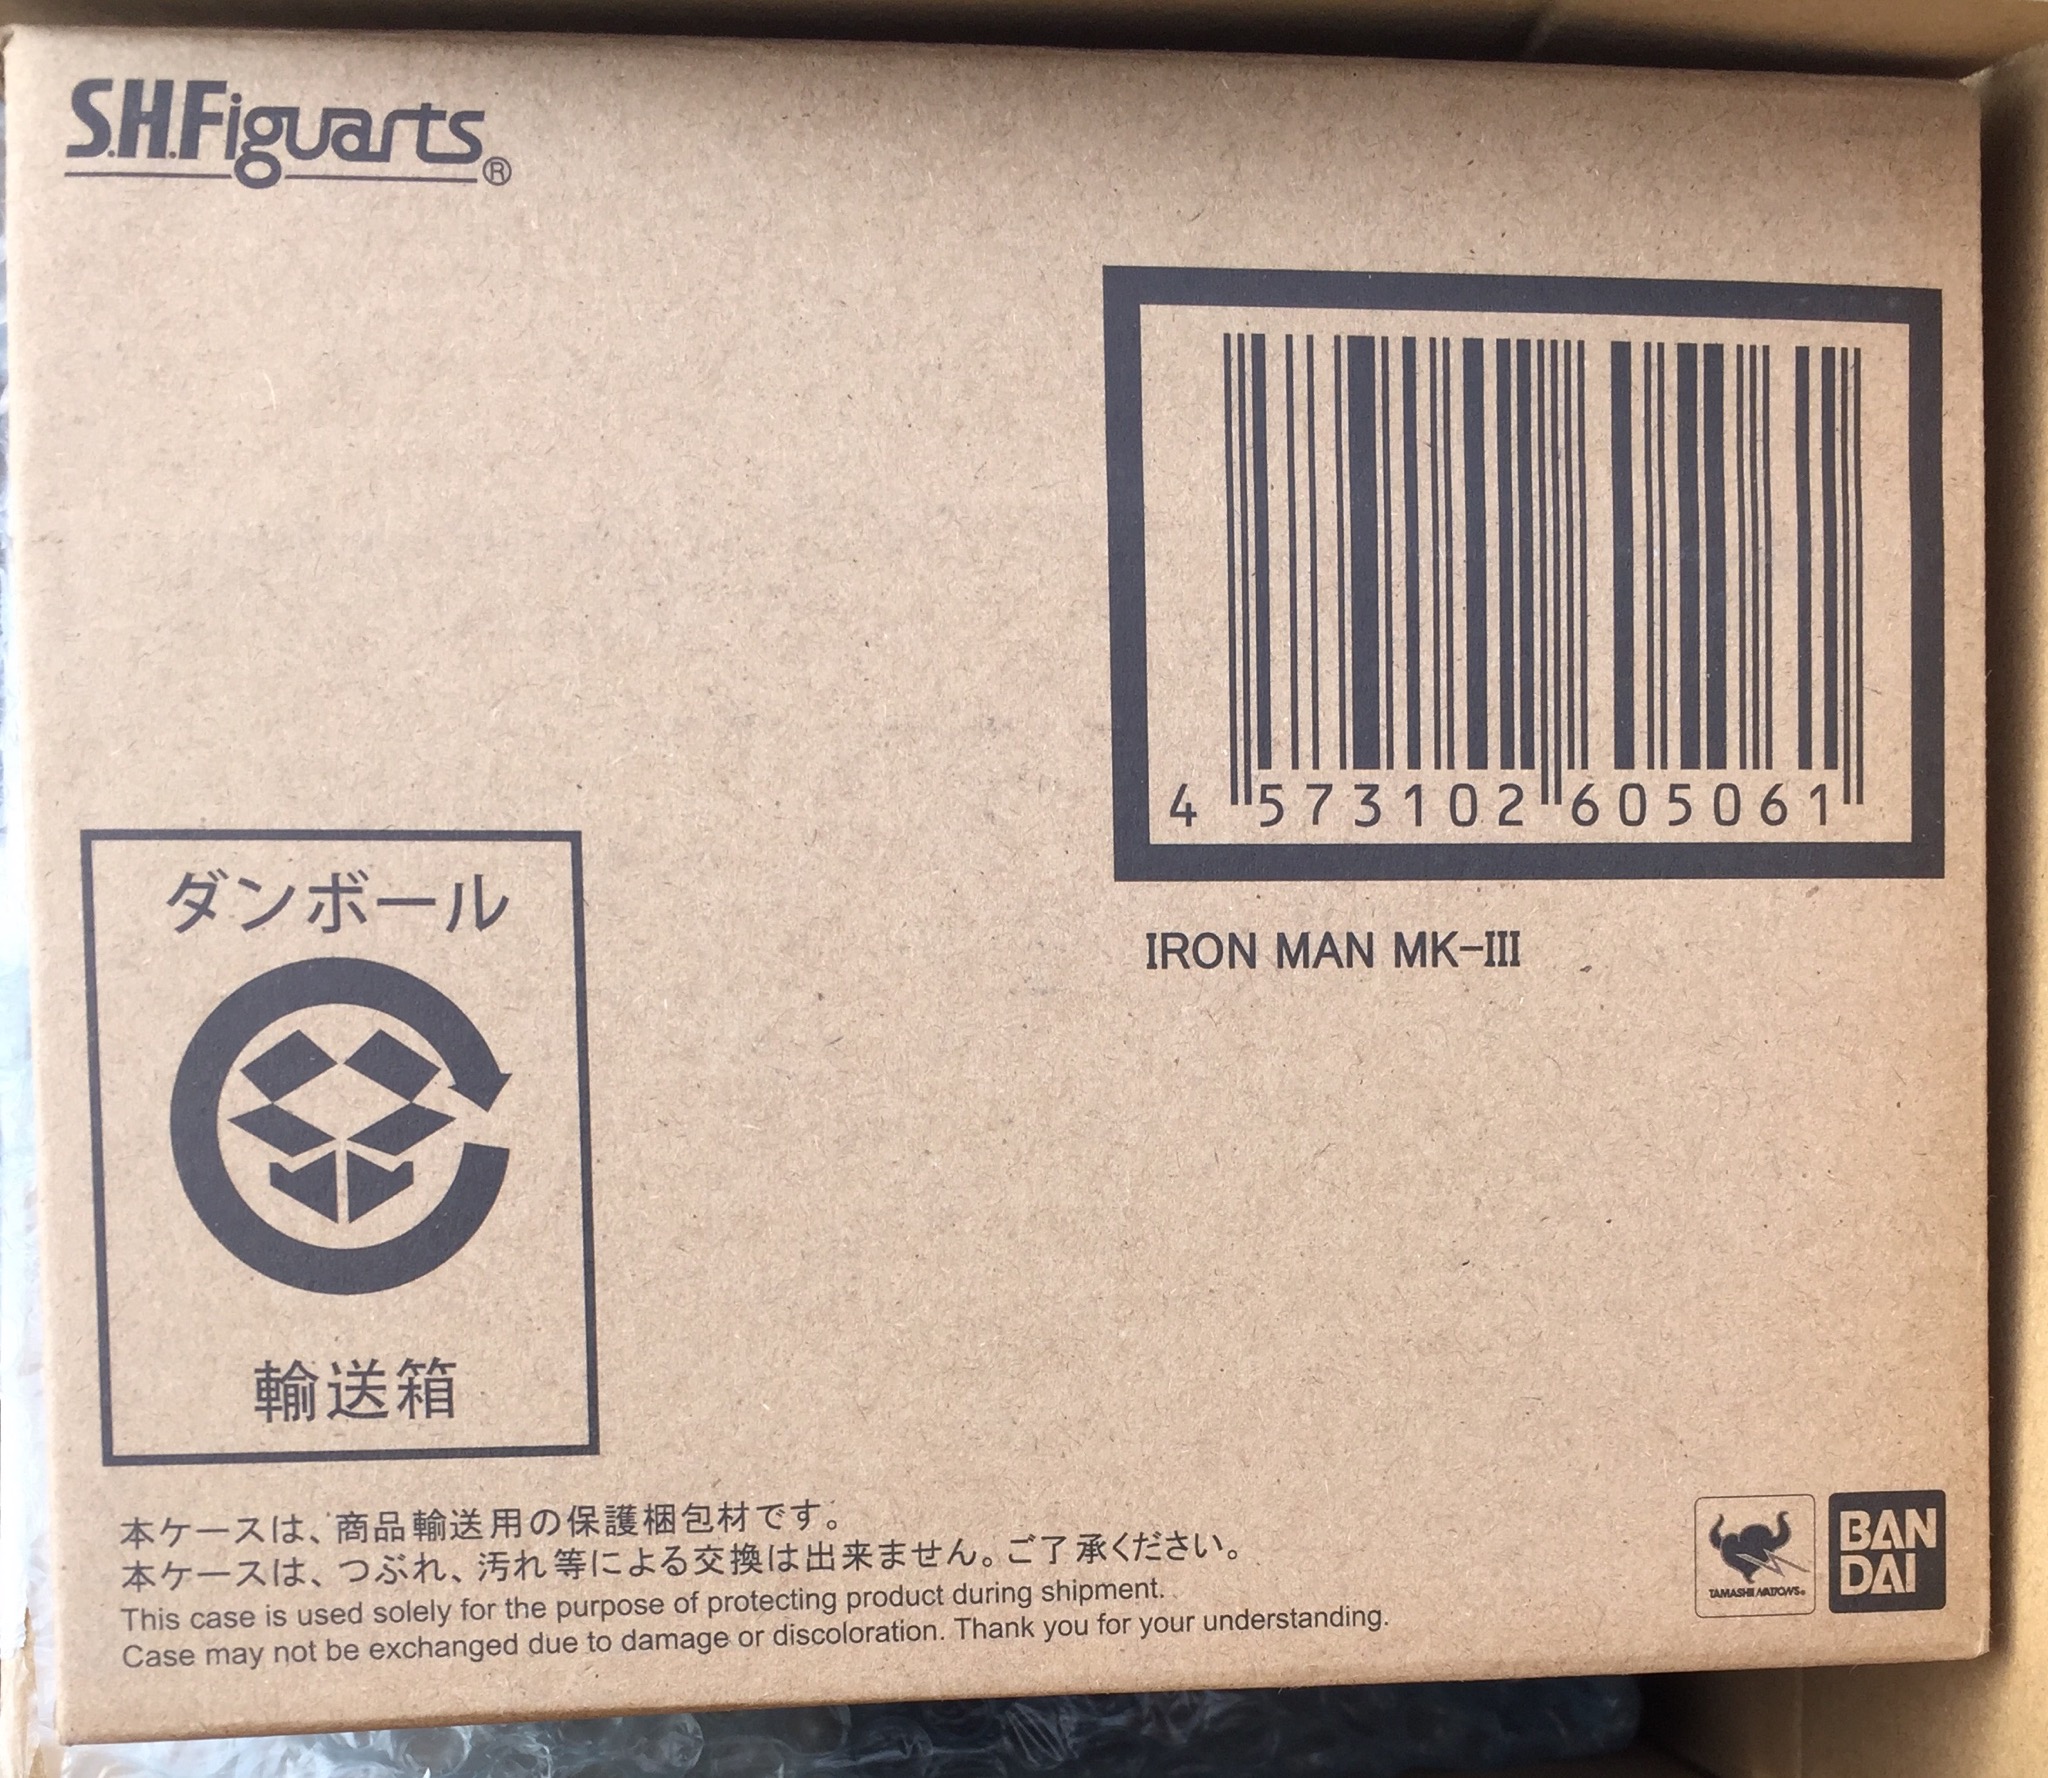 S.H.Figuarts®
4 573102 605061
IRON MAN MK-III
ダンボール
輸送箱
本ケースは、商品輸送用の保護梱包材です。
本ケースは、つぶれ、汚れ等による交換は出来ません。ご了承ください。
This case is used solely for the purpose of protecting product during shipment.
Case may not be exchanged due to damage or discoloration. Thank you for your understanding.
TAMASHII NATIONS®
BAN
DAI